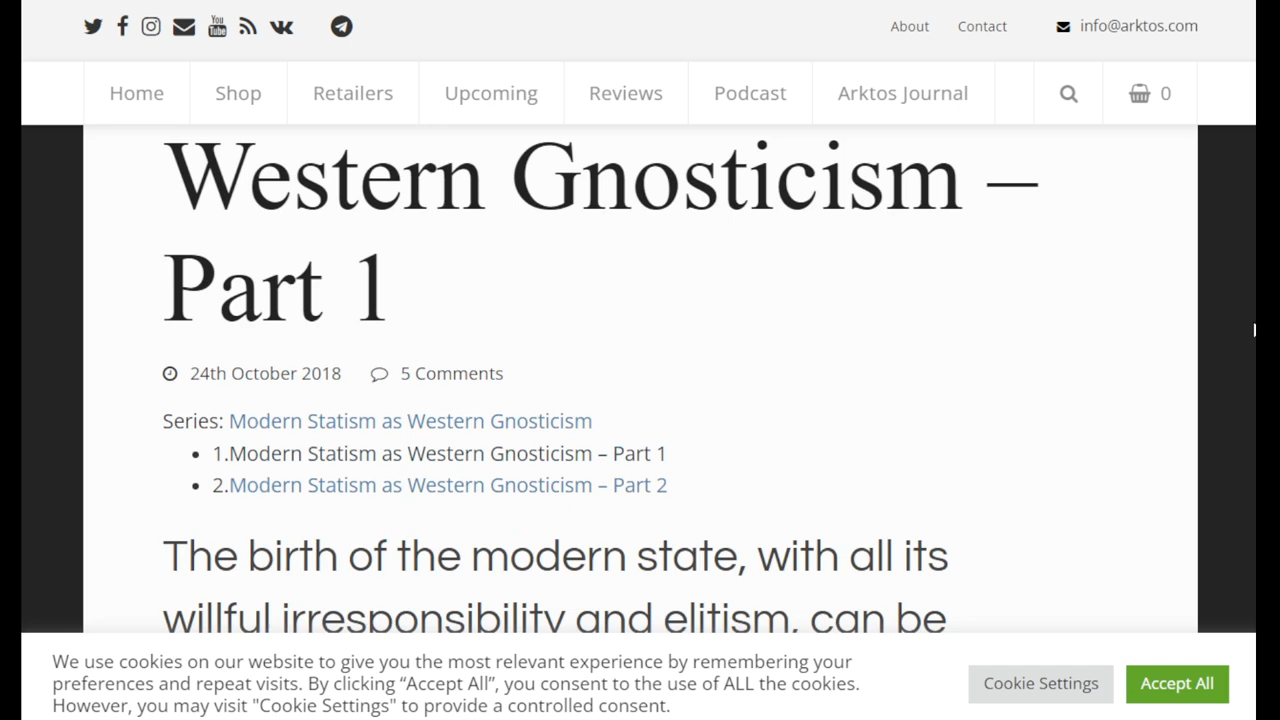 About Contact info@arktos.com
Home Shop Retailers Upcoming Reviews Podcast Arktos Journal 0
Western Gnosticism –
Part 1
24th October 2018 5 Comments
Series: Modern Statism as Western Gnosticism
1.Modern Statism as Western Gnosticism – Part 1
2.Modern Statism as Western Gnosticism – Part 2
The birth of the modern state, with all its
willful irresponsibility and elitism, can be
We use cookies on our website to give you the most relevant experience by remembering your
preferences and repeat visits. By clicking “Accept All”, you consent to the use of ALL the cookies.
However, you may visit "Cookie Settings" to provide a controlled consent.
Cookie Settings Accept All